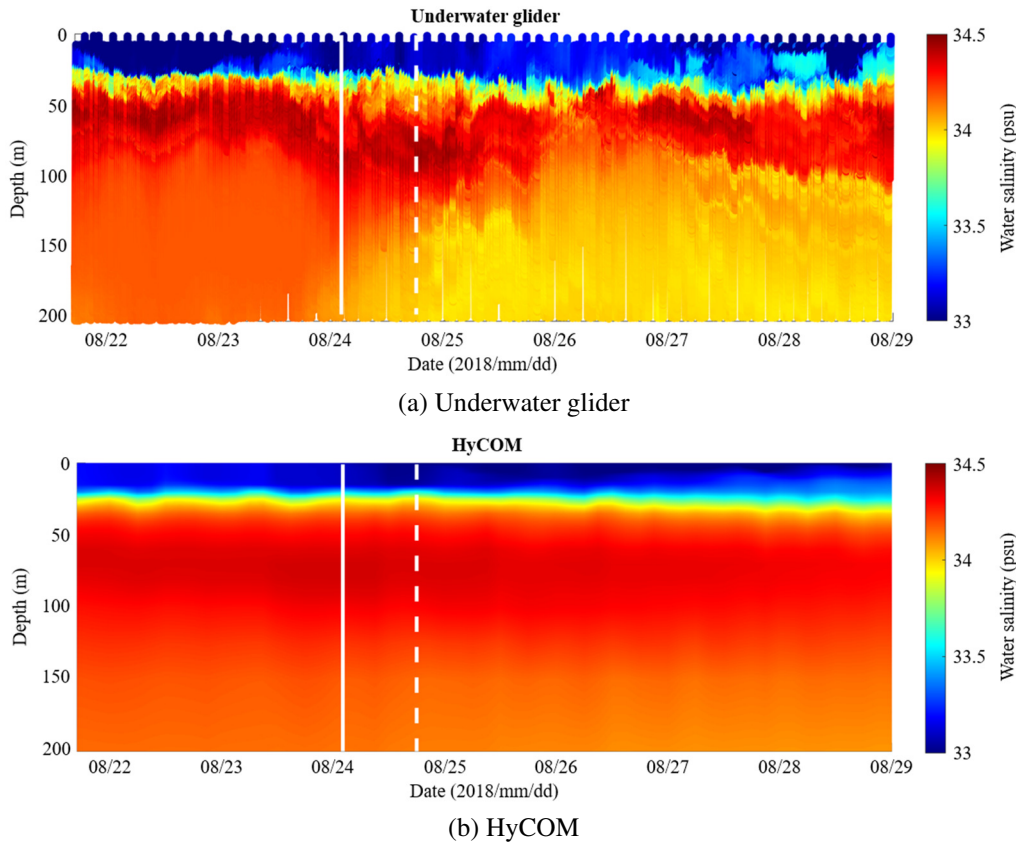 Underwater glider
0
50
100
150
200
Depth (m)
08/22 08/23 08/24 08/25 08/26 08/27 08/28 08/29
Date (2018/mm/dd)
34.5
34
33.5
33
Water salinity (psu)
(a) Underwater glider
HyCOM
0
50
100
150
200
Depth (m)
08/22 08/23 08/24 08/25 08/26 08/27 08/28 08/29
Date (2018/mm/dd)
34.5
34
33.5
33
Water salinity (psu)
(b) HyCOM